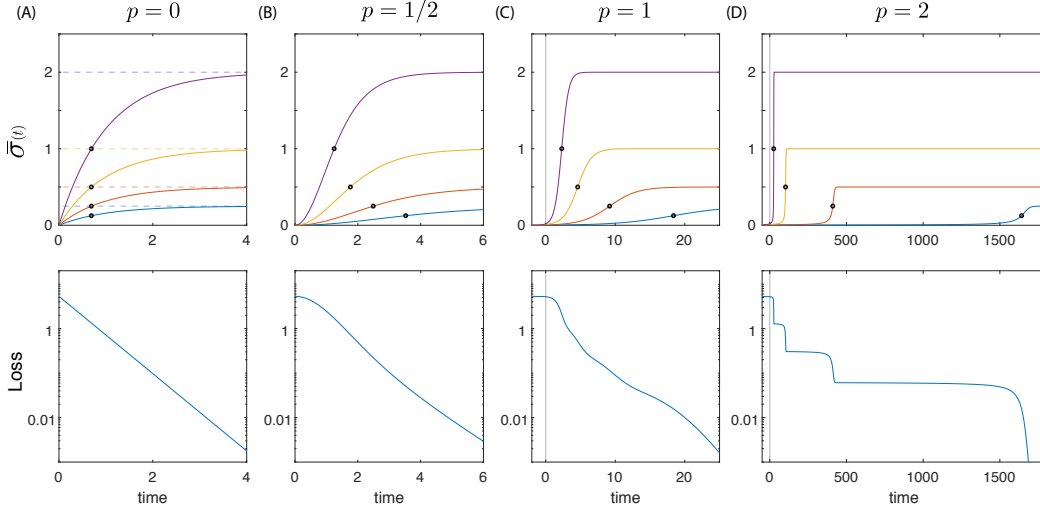 (A) p = 0 (B) p = 1/2 (C) p = 1 (D) p = 2
2 2 2 2
1 1 1 1
σ̿(t)
0 0 0 0
0 2 4 0 2 4 6 0 10 20 0 500 1000 1500
1 1 1 1
Loss
0.01 0.01 0.01 0.01
0 2 4 0 2 4 6 0 10 20 0 500 1000 1500
time time time time